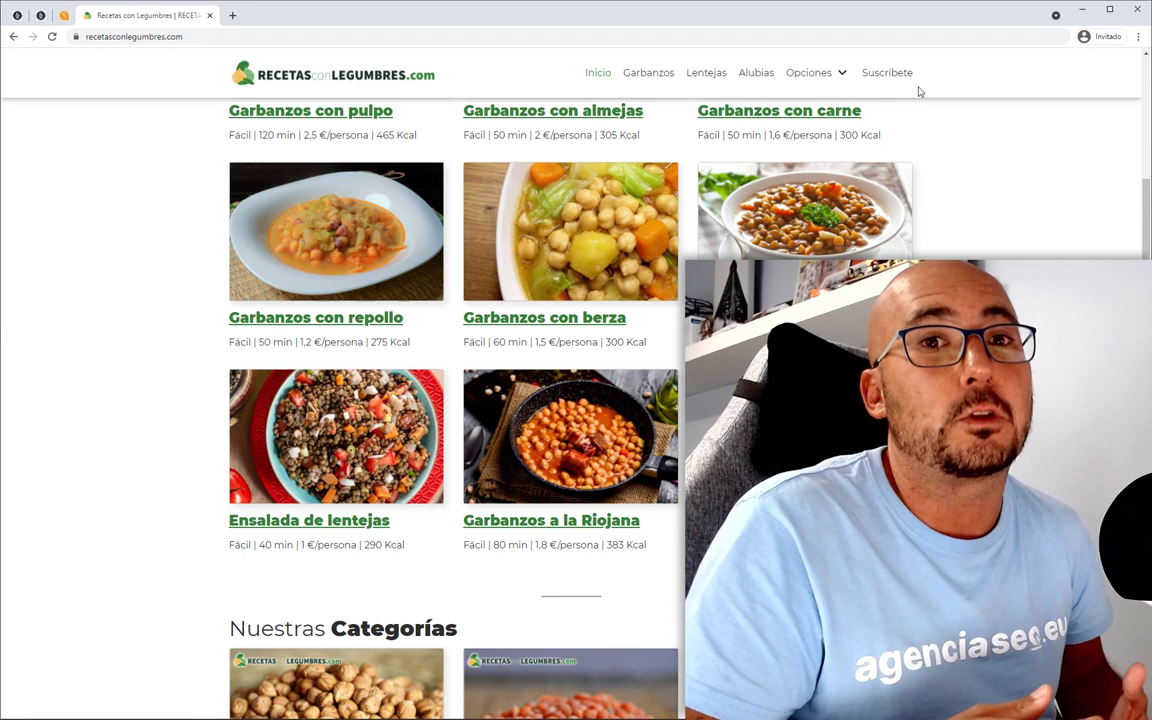 Recetas con Legumbres | RECETA
recetasconlegumbres.com
Invitado
RECETASconLEGUMBRES.com
Inicio
Garbanzos
Lentejas
Alubias
Opciones
Suscríbete
Garbanzos con pulpo
Garbanzos con almejas
Garbanzos con carne
Fácil | 120 min | 2,5 €/persona | 465 Kcal
Fácil | 50 min | 2 €/persona | 305 Kcal
Fácil | 50 min | 1,6 €/persona | 300 Kcal
Garbanzos con repollo
Garbanzos con berza
Fácil | 50 min | 1,2 €/persona | 275 Kcal
Fácil | 60 min | 1,5 €/persona | 300 Kcal
Ensalada de lentejas
Garbanzos a la Riojana
Fácil | 40 min | 1 €/persona | 290 Kcal
Fácil | 80 min | 1,8 €/persona | 383 Kcal
Nuestras Categorías
RECETAS LEGUMBRES.com
RECETAS LEGUMBRES.com
agenciaseo.eu